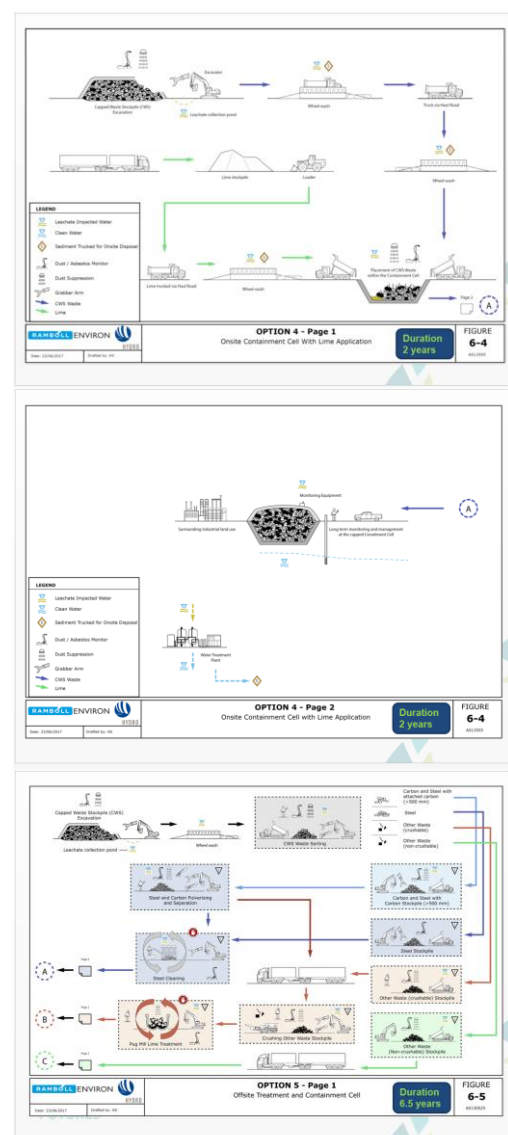 Excavator
Capped Waste Stockpile (CWS)
Excavation
Leachate collection pond
Wheel wash
Truck via Haul Road
Lime stockpile
Loader
Wheel wash
Lime trucked via Haul Road
Wheel wash
Placement of CWS Waste
within the Containment Cell
Page 2
A
LEGEND
Leachate Impacted Water
Clean Water
Sediment Trucked for Onsite Disposal
Dust / Asbestos Monitor
Dust Suppression
Grabber Arm
CWS Waste
Lime
RAMBOLL ENVIRON
HYDRO
OPTION 4 - Page 1
Onsite Containment Cell With Lime Application
Duration
2 years
FIGURE
6-4
Monitoring Equipment
Surrounding industrial land use
Long term monitoring and management
A
LEGEND
Leachate Impacted Water
Clean Water
Sediment Trucked for Onsite Disposal
Dust / Asbestos Monitor
Dust Suppression
Grabber Arm
CWS Waste
Lime
Water Treatment
Plant
RAMBOLL ENVIRON
HYDRO
OPTION 4 - Page 2
Onsite Containment Cell with Lime Application
Duration
2 years
FIGURE
6-4
Capped Waste Stockpile (CWS)
Excavation
Leachate collection pond
Wheel wash
CWS Waste Sorting
Carbon and Steel with
attached carbon
(>500 mm)
Steel
Other Waste
(crushable)
Other Waste
(non-crushable)
Steel and Carbon Pulverising
and Separation
Carbon and Steel with
Carbon Stockpile (>500 mm)
Steel Cleaning
Steel Stockpile
Other Waste (crushable) Stockpile
Pug Mill Lime Treatment
Crushing Other Waste Stockpile
Other Waste
(Non-crushable) Stockpile
A
B
C
RAMBOLL ENVIRON
HYDRO
OPTION 5 - Page 1
Offsite Treatment and Containment Cell
Duration
6.5 years
FIGURE
6-5